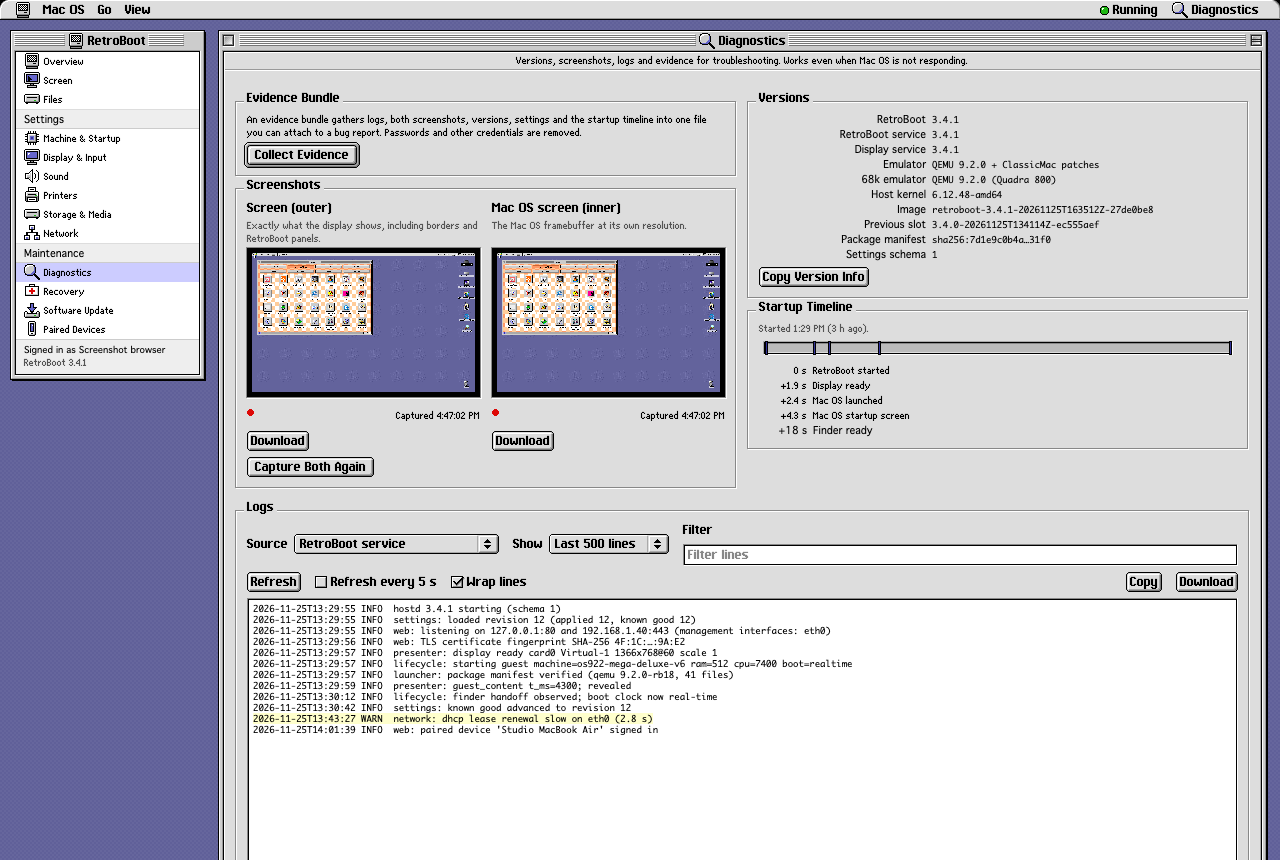 Mac OS Go View
Running Diagnostics
RetroBoot
Overview
Screen
Files
Settings
Machine & Startup
Display & Input
Sound
Printers
Storage & Media
Network
Maintenance
Diagnostics
Recovery
Software Update
Paired Devices
Signed in as Screenshot browser
RetroBoot 3.4.1
Diagnostics
Versions, screenshots, logs and evidence for troubleshooting. Works even when Mac OS is not responding.
Evidence Bundle
An evidence bundle gathers logs, both screenshots, versions, settings and the startup timeline into one file
you can attach to a bug report. Passwords and other credentials are removed.
Collect Evidence
Screenshots
Screen (outer)
Exactly what the display shows, including borders and
RetroBoot panels.
Captured 4:47:02 PM
Download
Mac OS screen (inner)
The Mac OS framebuffer at its own resolution.
Captured 4:47:02 PM
Download
Capture Both Again
Versions
RetroBoot 3.4.1
RetroBoot service 3.4.1
Display service 3.4.1
Emulator QEMU 9.2.0 + ClassicMac patches
68k emulator QEMU 9.2.0 (Quadra 800)
Host kernel 6.12.48-amd64
Image retroboot-3.4.1-20261125T163512Z-27de0be8
Previous slot 3.4.0-20261125T134114Z-ec555aef
Package manifest sha256:7d1e9c0b4a…31f0
Settings schema 1
Copy Version Info
Startup Timeline
Started 1:29 PM (3 h ago).
0 s RetroBoot started
+1.9 s Display ready
+2.4 s Mac OS launched
+4.3 s Mac OS startup screen
+18 s Finder ready
Logs
Source RetroBoot service Show Last 500 lines
Filter
Filter lines
Refresh Refresh every 5 s Wrap lines Copy Download
2026-11-25T13:29:55 INFO hostd 3.4.1 starting (schema 1)
2026-11-25T13:29:55 INFO settings: loaded revision 12 (applied 12, known good 12)
2026-11-25T13:29:55 INFO web: listening on 127.0.0.1:80 and 192.168.1.40:443 (management interfaces: eth0)
2026-11-25T13:29:56 INFO web: TLS certificate fingerprint SHA-256 4F:1C:…:9A:E2
2026-11-25T13:29:57 INFO presenter: display ready card0 Virtual-1 1366x768@60 scale 1
2026-11-25T13:29:57 INFO lifecycle: starting guest machine=os922-mega-deluxe-v6 ram=512 cpu=7400 boot=realtime
2026-11-25T13:29:57 INFO launcher: package manifest verified (qemu 9.2.0-rb18, 41 files)
2026-11-25T13:29:59 INFO presenter: guest_content t_ms=4300; revealed
2026-11-25T13:30:12 INFO lifecycle: finder handoff observed; boot clock now real-time
2026-11-25T13:30:42 INFO settings: known good advanced to revision 12
2026-11-25T13:43:27 WARN network: dhcp lease renewal slow on eth0 (2.8 s)
2026-11-25T14:01:39 INFO web: paired device 'Studio MacBook Air' signed in